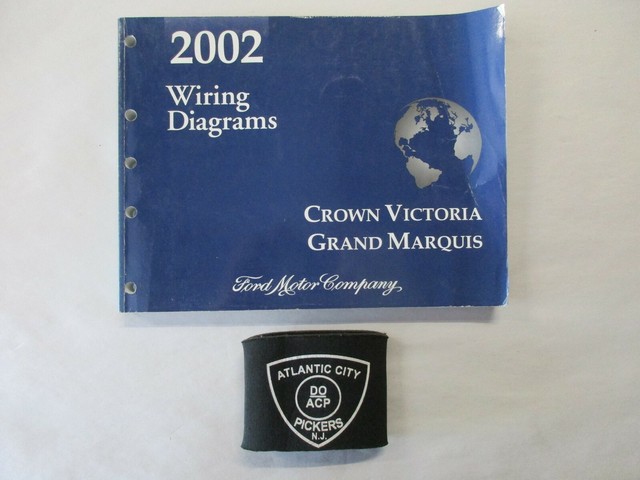 2002
Wiring
Diagrams
CROWN VICTORIA
GRAND MARQUIS
Ford Motor Company
ATLANTIC CITY
DO
ACP
PICKERS
N.J.